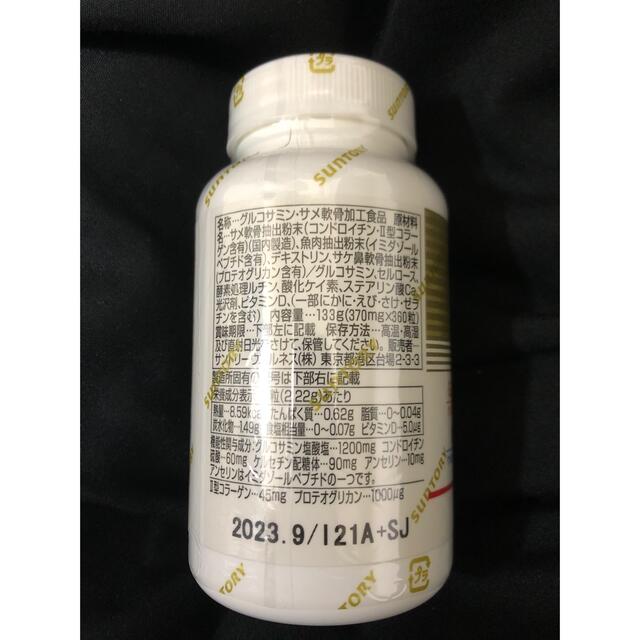 プラ
SUNTORY
SUNTORY
名称…グルコサミン・サメ軟骨加工食品 原材料
名…サメ軟骨抽出粉末(コンドロイチン・Ⅱ型コラー
ゲン含有)(国内製造)、魚肉抽出粉末(イミダゾール
ペプチド含有)、デキストリン、サケ鼻軟骨抽出粉末
(プロテオグリカン含有)/グルコサミン、セルロース、
酵素処理ルチン、酸化ケイ素、ステアリン酸Ca、
光沢剤、ビタミンD、(一部にかに・えび・さけ・ゼラ
チンを含む) 内容量…133g(370mg×360粒)
賞味期限…下部左に記載 保存方法…高温・高湿
及び直射日光をさけて、保管してください。 販売者…
サントリーウエルネス(株) 東京都港区台場2-3-3
製造所固有の記号は下部右に記載
栄養成分表示 粒(2.22g)あたり
熱量…8.59kcal たんぱく質…0.62g 脂質…0~0.04g
炭水化物…1.49g 食塩相当量…0~0.07g ビタミンD…5.0μg
機能性関与成分:グルコサミン塩酸塩…1200mg コンドロイチン
硫酸…60mg ケルセチン配糖体…90mg アンセリン…10mg
アンセリンはイミダゾールペプチドの一つです。
Ⅱ型コラーゲン…45mg プロテオグリカン…1000μg
SUNTORY
2023.9/I21A+SJ
SUNTORY
プラ